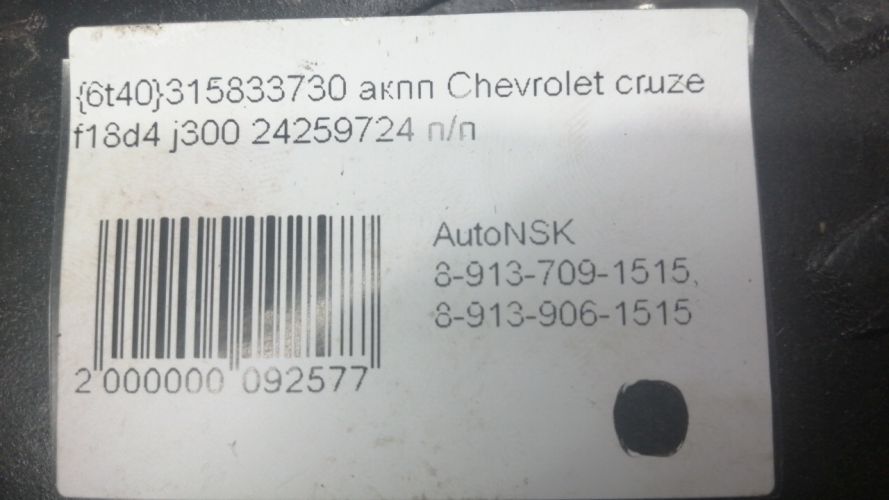 {6t40}315833730 акпп Chevrolet cruze
f18d4 j300 24259724 п/п
AutoNSK
8-913-709-1515,
8-913-906-1515
2 000000 092577